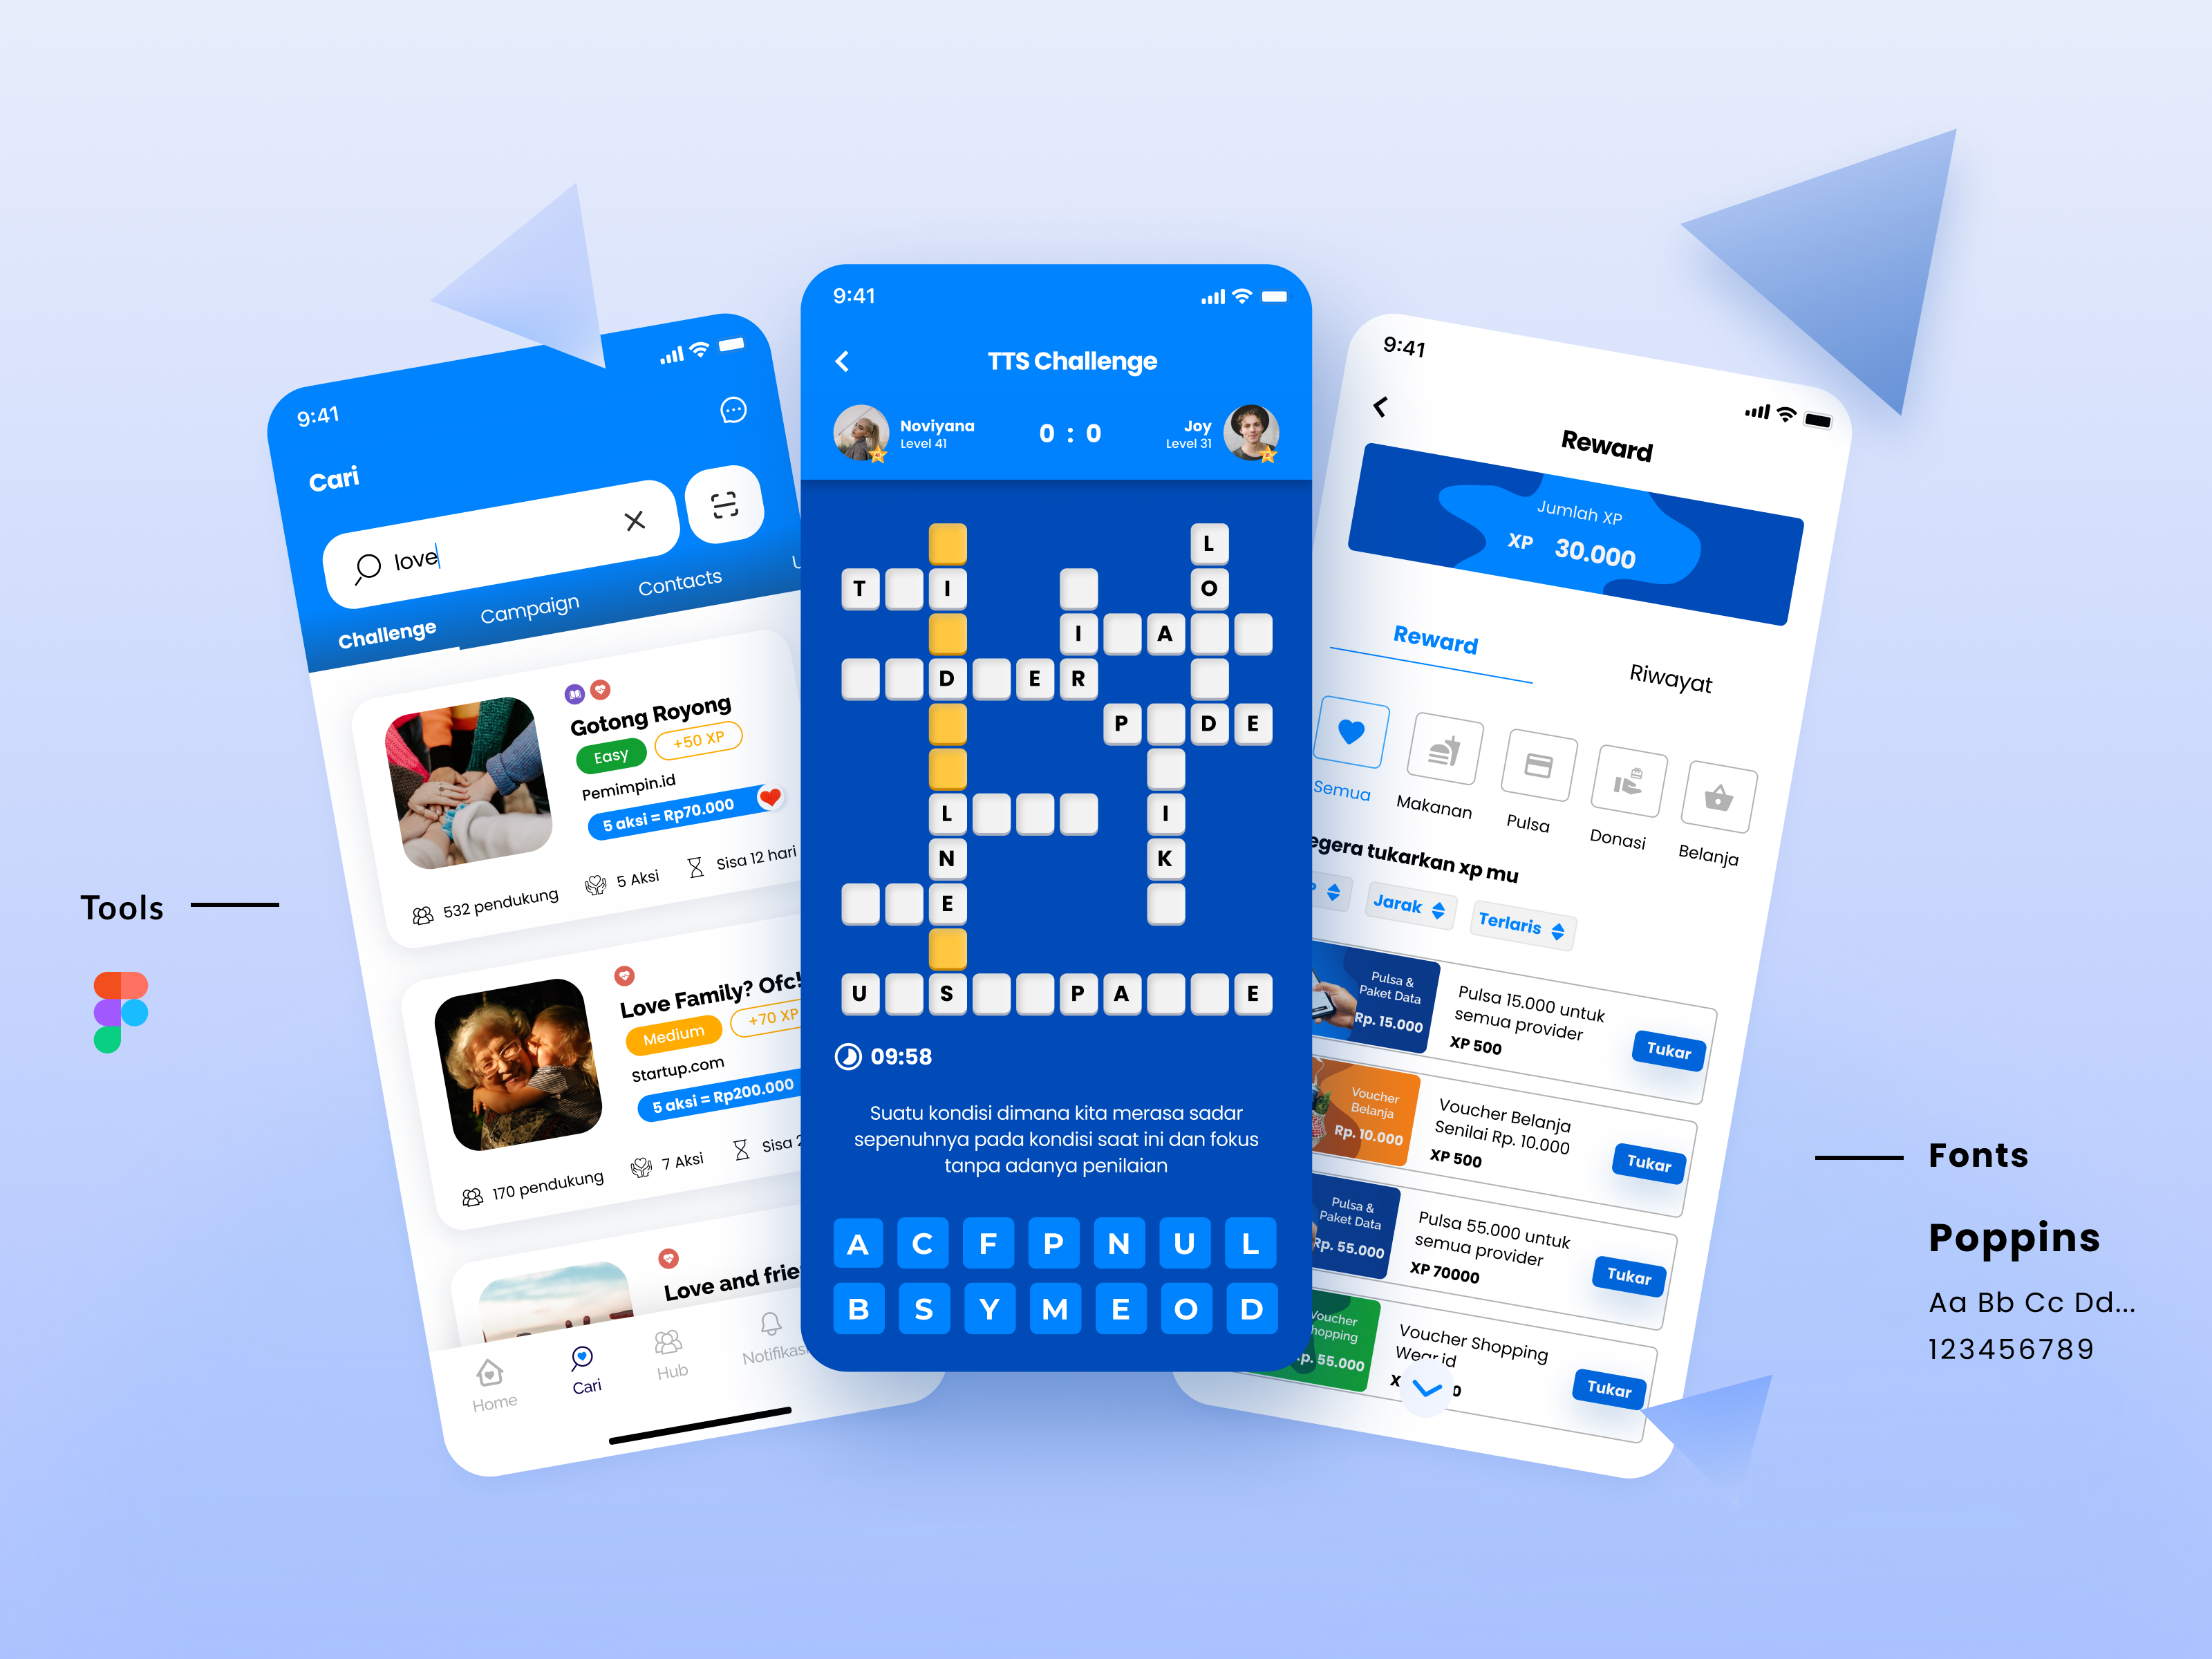 Tools
9:41
Cari
love
Challenge
Campaign
Contacts
Gotong Royong
Easy
+50 XP
Pemimpin.id
5 aksi = Rp70.000
532 pendukung
5 Aksi
Sisa 12 hari
Love Family? Ofc!
Medium
+70 XP
Startup.com
5 aksi = Rp200.000
170 pendukung
7 Aksi
Sisa
Love and
Home
Cari
Hub
Notifikasi
9:41
TTS Challenge
Noviyana
Level 41
0 : 0
Joy
Level 31
L
T I O
I A
D E R
P D E
L I
N K
E
U S P A E
09:58
Suatu kondisi dimana kita merasa sadar
sepenuhnya pada kondisi saat ini dan fokus
tanpa adanya penilaian
A C F P N U L
B S Y M E O D
9:41
Reward
Jumlah XP
XP 30.000
Reward
Riwayat
Semua
Makanan
Pulsa
Donasi
Belanja
egera tukarkan xp mu
Jarak
Terlaris
Pulsa &
Paket Data
Rp. 15.000
Pulsa 15.000 untuk
semua provider
XP 500
Tukar
Voucher
Belanja
Rp. 10.000
Voucher Belanja
Senilai Rp. 10.000
XP 500
Tukar
Pulsa &
Paket Data
Rp. 55.000
Pulsa 55.000 untuk
semua provider
XP 70000
Tukar
Voucher
hopping
p. 55.000
Voucher Shopping
Wear.id
Tukar
Fonts
Poppins
Aa Bb Cc Dd...
123456789